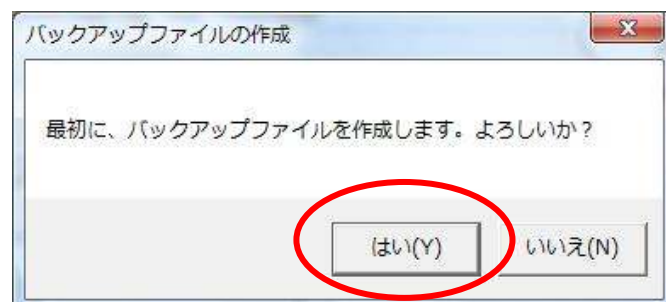 バックアップファイルの作成
最初に、バックアップファイルを作成します。よろしいか？
はい(Y)
いいえ(N)